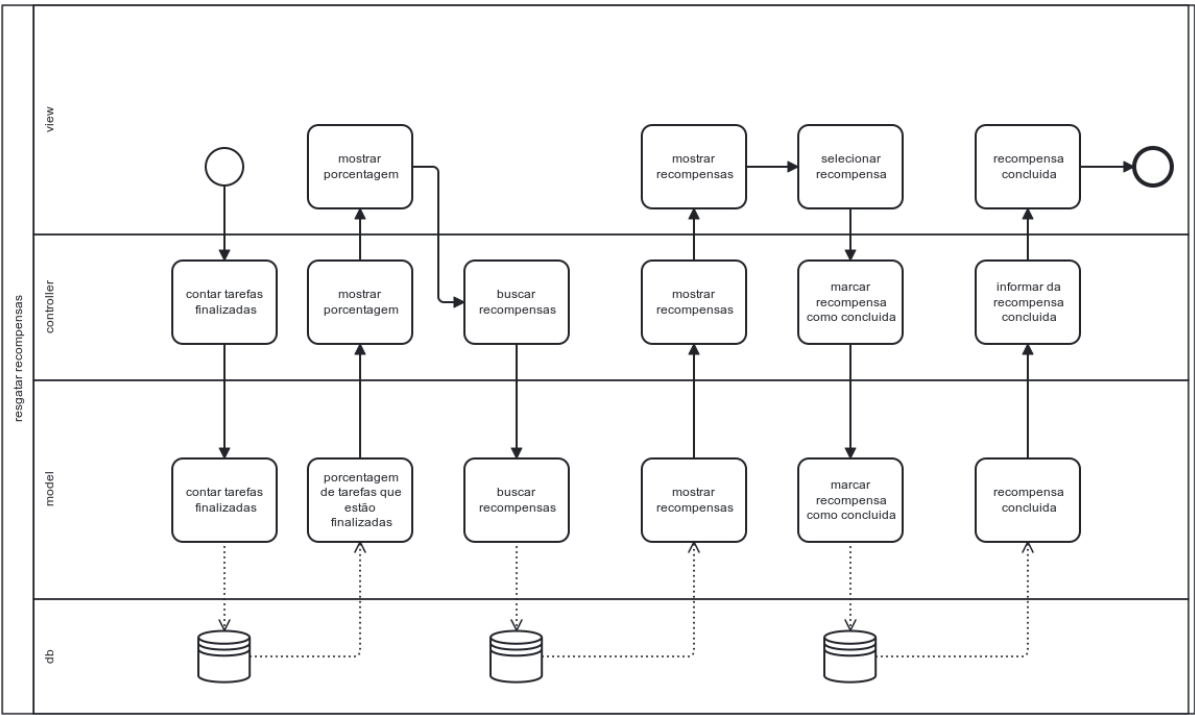 resgatar recompensas
view
mostrar
porcentagem
mostrar
recompensas
selecionar
recompensa
recompensa
concluida
controller
contar tarefas
finalizadas
mostrar
porcentagem
buscar
recompensas
mostrar
recompensas
marcar
recompensa
como concluida
informar da
recompensa
concluida
model
contar tarefas
finalizadas
porcentagem
de tarefas que
estão
finalizadas
buscar
recompensas
mostrar
recompensas
marcar
recompensa
como concluida
recompensa
concluida
db